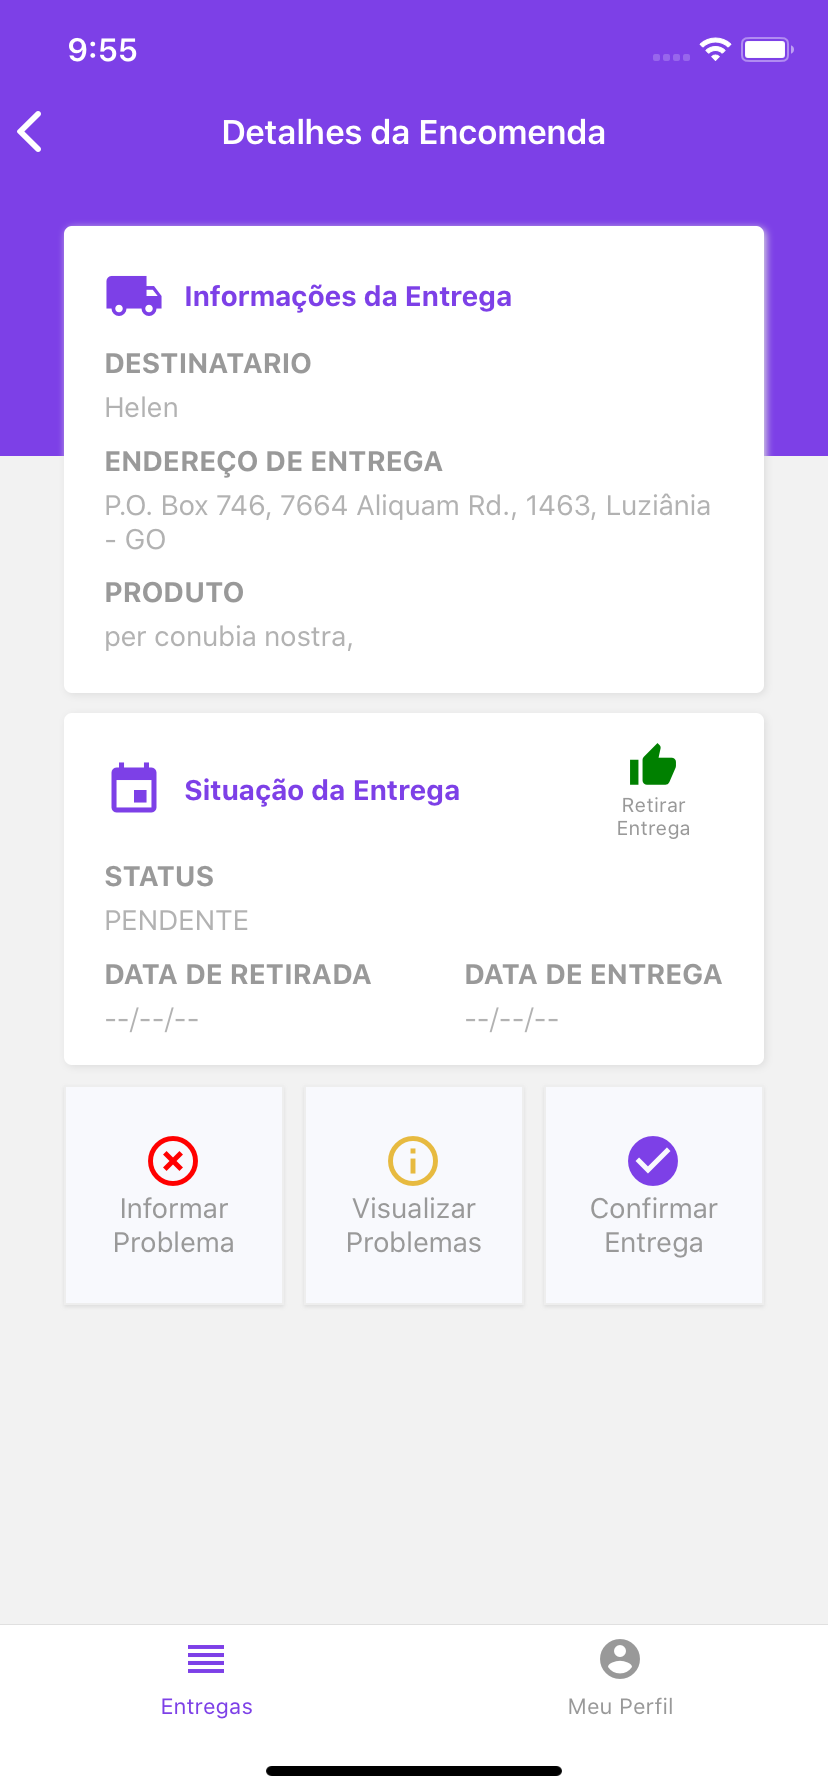 9:55
Detalhes da Encomenda
Informações da Entrega
DESTINATARIO
Helen
ENDEREÇO DE ENTREGA
P.O. Box 746, 7664 Aliquam Rd., 1463, Luziânia
- GO
PRODUTO
per conubia nostra,
Situação da Entrega
Retirar
Entrega
STATUS
PENDENTE
DATA DE RETIRADA
DATA DE ENTREGA
--/--/--
--/--/--
Informar
Problema
Visualizar
Problemas
Confirmar
Entrega
Entregas
Meu Perfil